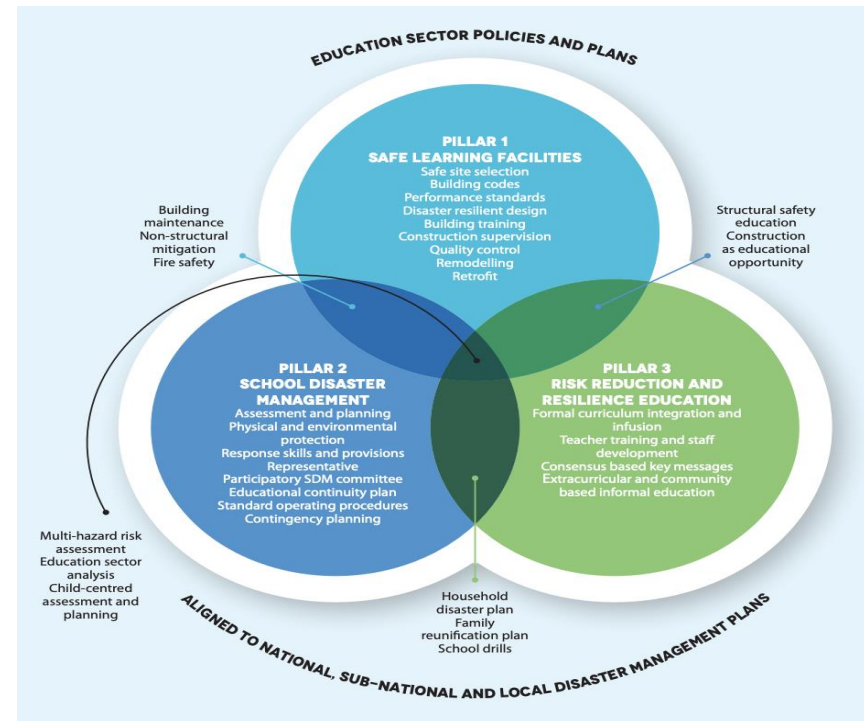 EDUCATION SECTOR POLICIES AND PLANS
PILLAR 1
SAFE LEARNING FACILITIES
Safe site selection
Building codes
Performance standards
Disaster resilient design
Building training
Construction supervision
Quality control
Remodelling
Retrofit
Building
maintenance
Non-structural
mitigation
Fire safety
Structural safety
education
Construction
as educational
opportunity
PILLAR 2
SCHOOL DISASTER
MANAGEMENT
Assessment and planning
Physical and environmental
protection
Response skills and provisions
Representative
Participatory SDM committee
Educational continuity plan
Standard operating procedures
Contingency planning
PILLAR 3
RISK REDUCTION AND
RESILIENCE EDUCATION
Formal curriculum integration and
infusion
Teacher training and staff
development
Consensus based key messages
Extracurricular and community
based informal education
Multi-hazard risk
assessment
Education sector
analysis
Child-centred
assessment and
planning
Household
disaster plan
Family
reunification plan
School drills
ALIGNED TO NATIONAL, SUB-NATIONAL AND LOCAL DISASTER MANAGEMENT PLANS